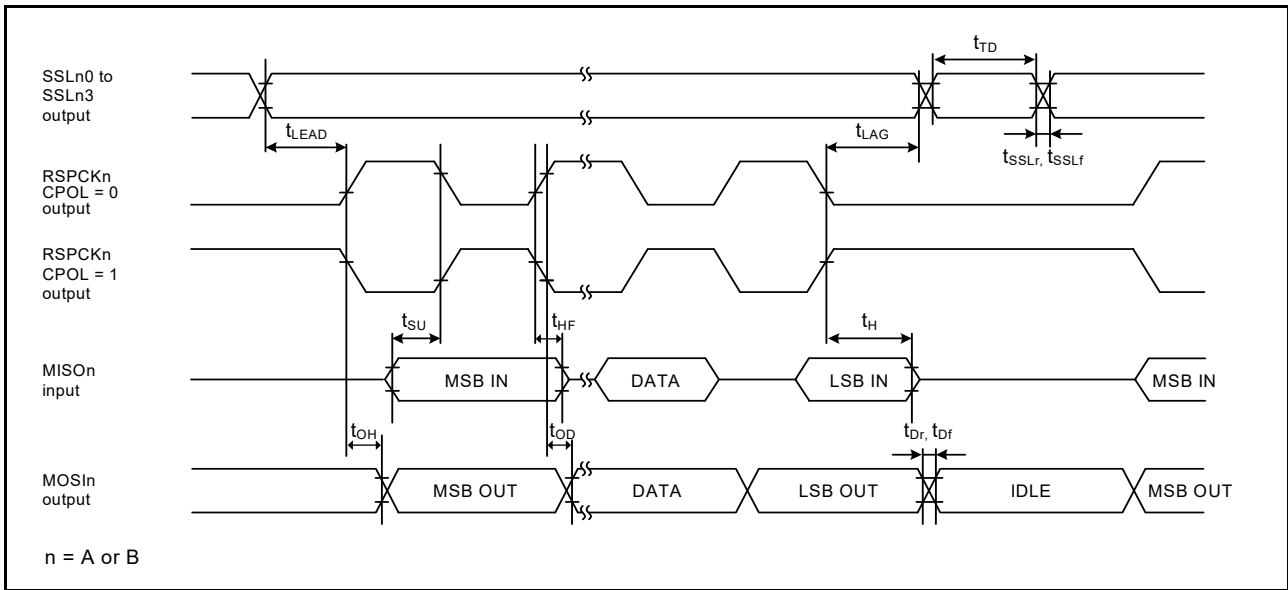 tTD
SSLn0 to
SSLn3
output
tLEAD
tLAG
tSSLr, tSSLf
RSPCKn
CPOL = 0
output
RSPCKn
CPOL = 1
output
tSU
tHF
tH
MISOn
input
MSB IN
DATA
LSB IN
MSB IN
tOH
tOD
tDr, tDf
MOSIn
output
MSB OUT
DATA
LSB OUT
IDLE
MSB OUT
n = A or B